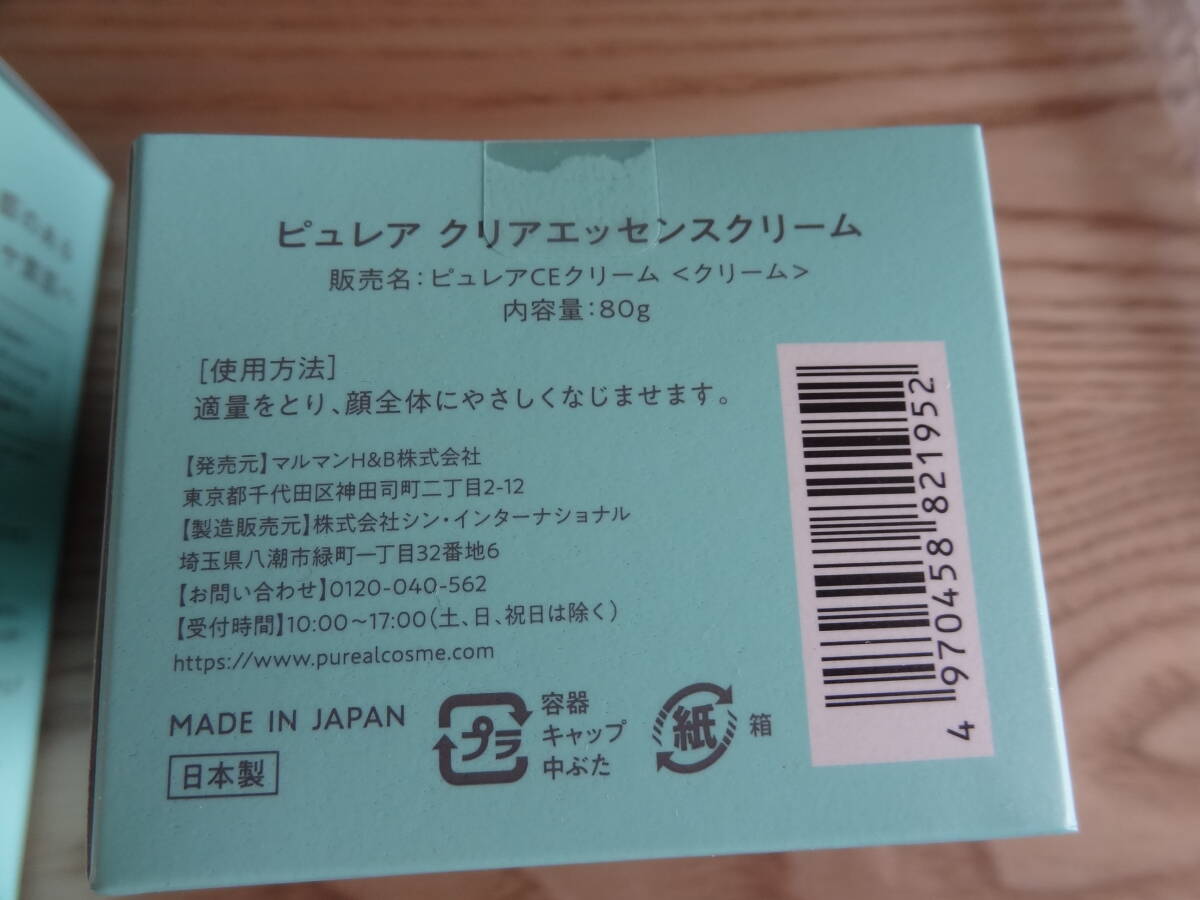 ピュレア クリアエッセンスクリーム
販売名:ピュレアCEクリーム <クリーム>
内容量:80g
[使用方法]
適量をとり、顔全体にやさしくなじませます。
【発売元】マルマンH&B株式会社
東京都千代田区神田司町二丁目2-12
【製造販売元】株式会社シン・インターナショナル
埼玉県八潮市緑町一丁目32番地6
【お問い合わせ】0120-040-562
【受付時間】10:00〜17:00(土、日、祝日は除く)
https://www.purealcosme.com
MADE IN JAPAN
日本製
プラ
容器
キャップ
中ぶた
紙
箱
4 970458 821952